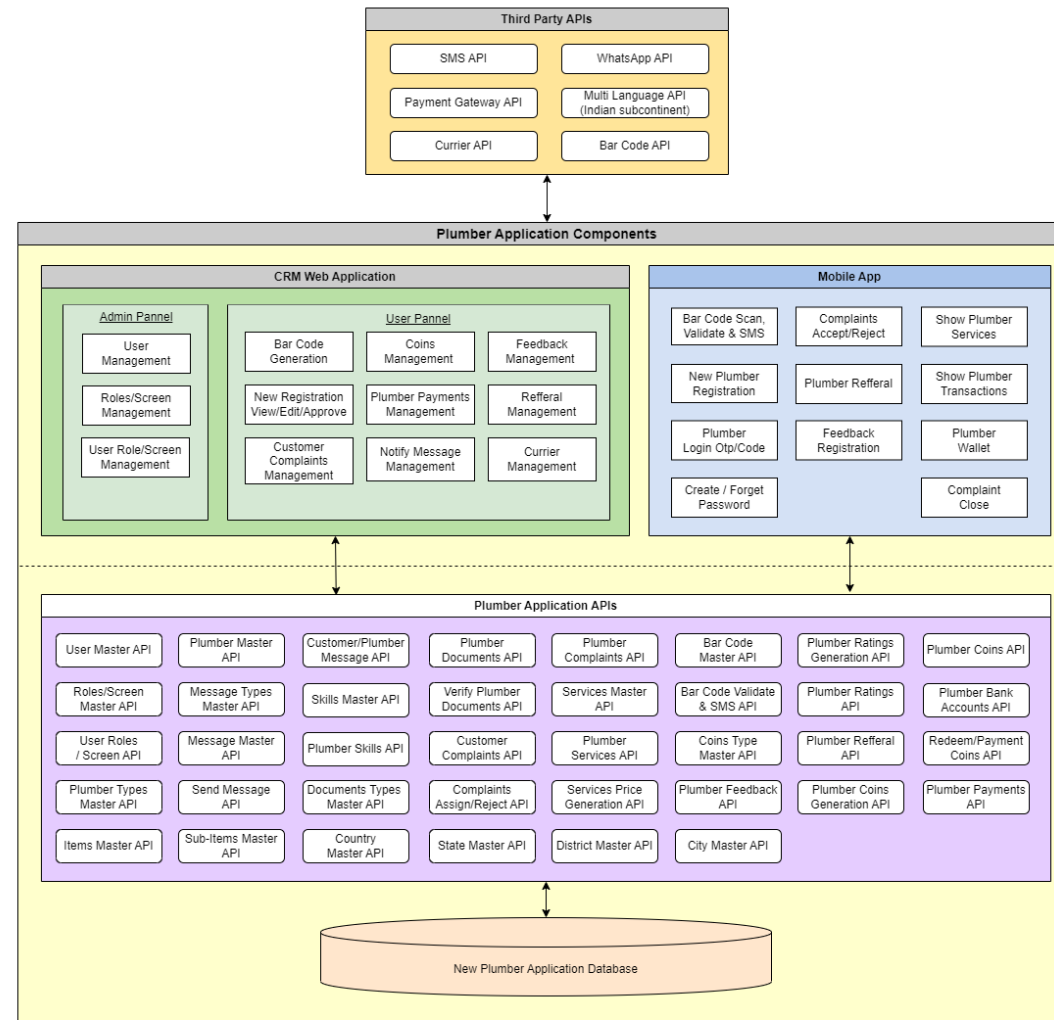 Third Party APIs
SMS API
WhatsApp API
Payment Gateway API
Multi Language API
(Indian subcontinent)
Currier API
Bar Code API
Plumber Application Components
CRM Web Application
Admin Pannel
User
Management
Roles/Screen
Management
User Role/Screen
Management
User Pannel
Bar Code
Generation
Coins
Management
Feedback
Management
New Registration
View/Edit/Approve
Plumber Payments
Management
Refferal
Management
Customer
Complaints
Management
Notify Message
Management
Currier
Management
Mobile App
Bar Code Scan,
Validate & SMS
Complaints
Accept/Reject
Show Plumber
Services
New Plumber
Registration
Plumber Refferal
Show Plumber
Transactions
Plumber
Login Otp/Code
Feedback
Registration
Plumber
Wallet
Create / Forget
Password
Complaint
Close
Plumber Application APIs
User Master API
Plumber Master
API
Customer/Plumber
Message API
Plumber
Documents API
Plumber
Complaints API
Bar Code
Master API
Plumber Ratings
Generation API
Plumber Coins API
Roles/Screen
Master API
Message Types
Master API
Skills Master API
Verify Plumber
Documents API
Services Master
API
Bar Code Validate
& SMS API
Plumber Ratings
API
Plumber Bank
Accounts API
User Roles
/ Screen API
Message Master
API
Plumber Skills API
Customer
Complaints API
Plumber
Services API
Coins Type
Master API
Plumber Refferal
API
Redeem/Payment
Coins API
Plumber Types
Master API
Send Message
API
Documents Types
Master API
Complaints
Assign/Reject API
Services Price
Generation API
Plumber Feedback
API
Plumber Coins
Generation API
Plumber Payments
API
Items Master API
Sub-Items Master
API
Country
Master API
State Master API
District Master API
City Master API
New Plumber Application Database